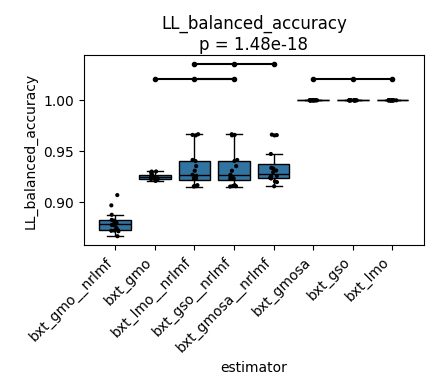 LL_balanced_accuracy
p = 1.48e-18
LL_balanced_accuracy
1.00
0.95
0.90
bxt_gmo__nrlmf
bxt_gmo
bxt_lmo__nrlmf
bxt_gso__nrlmf
bxt_gmosa__nrlmf
bxt_gmosa
bxt_gso
bxt_lmo
estimator